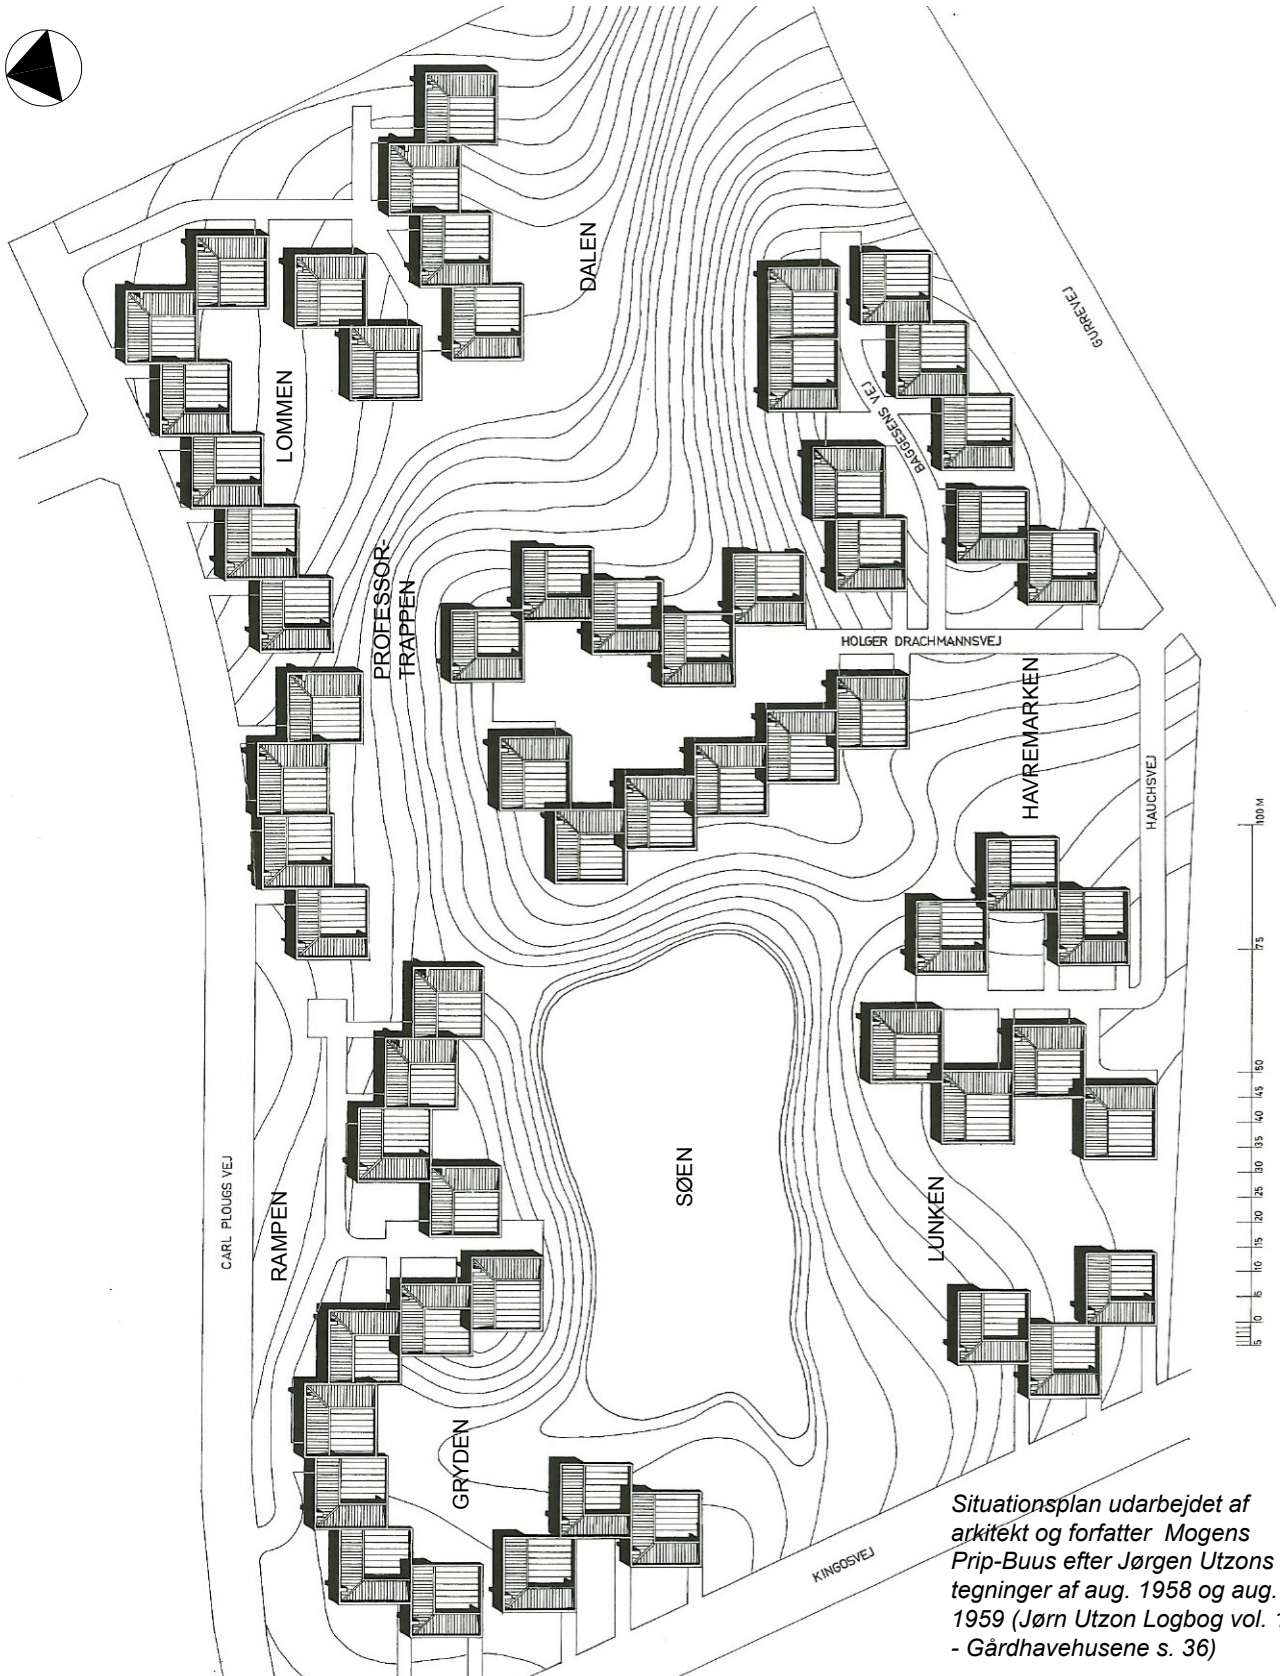 DALEN
GURREVEJ
LOMMEN
BAGGESENS VEJ
PROFESSOR-
TRAPPEN
HOLGER DRACHMANNSVEJ
HAVREMARKEN
HAUCHSVEJ
100 M
75
50
45
40
35
30
25
20
15
10
0
5
SØEN
CARL PLOUGS VEJ
RAMPEN
LUNKEN
GRYDEN
KINGOSVEJ
Situationsplan udarbejdet af
arkitekt og forfatter Mogens
Prip-Buus efter Jørgen Utzons
tegninger af aug. 1958 og aug.
1959 (Jørn Utzon Logbog vol. 1
- Gårdhavehusene s. 36)